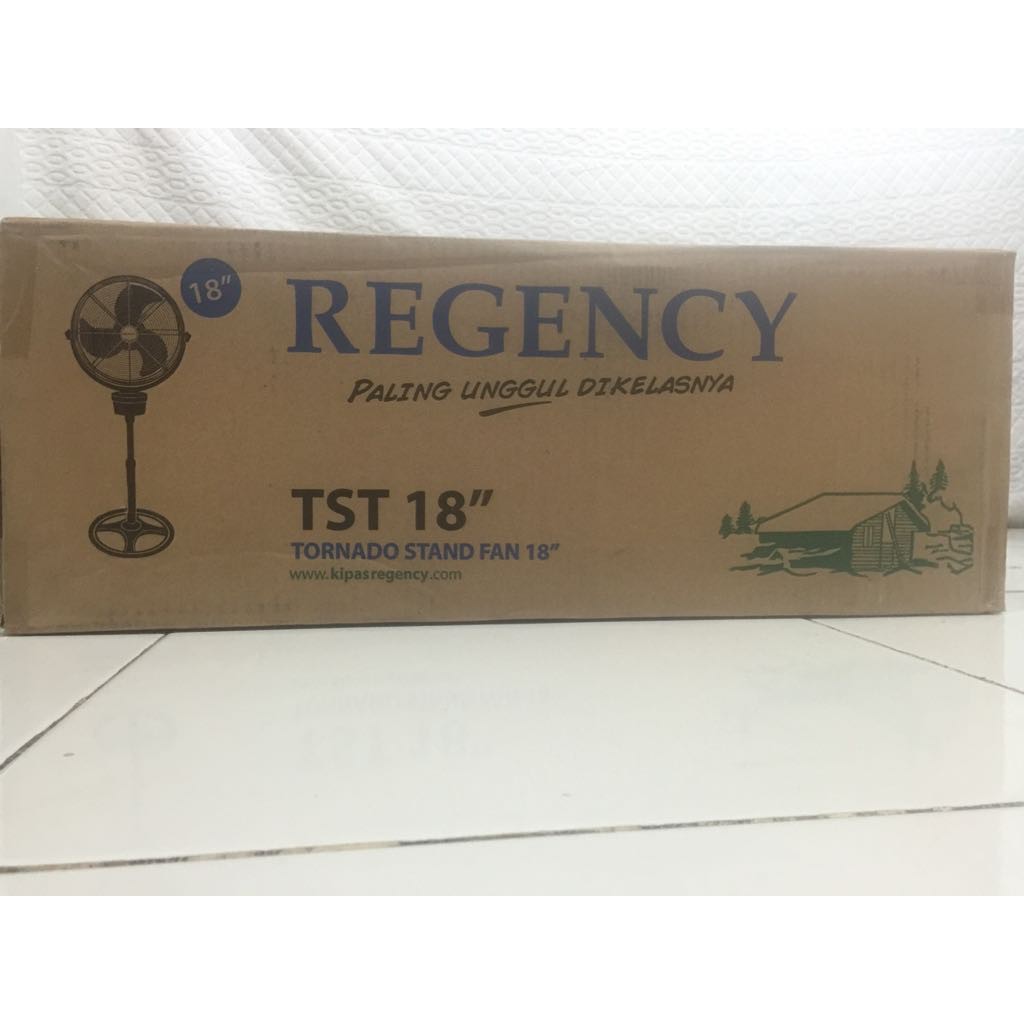 18"
REGENCY
PALING UNGGUL DIKELASNYA
TST 18"
TORNADO STAND FAN 18"
www.kipasregency.com